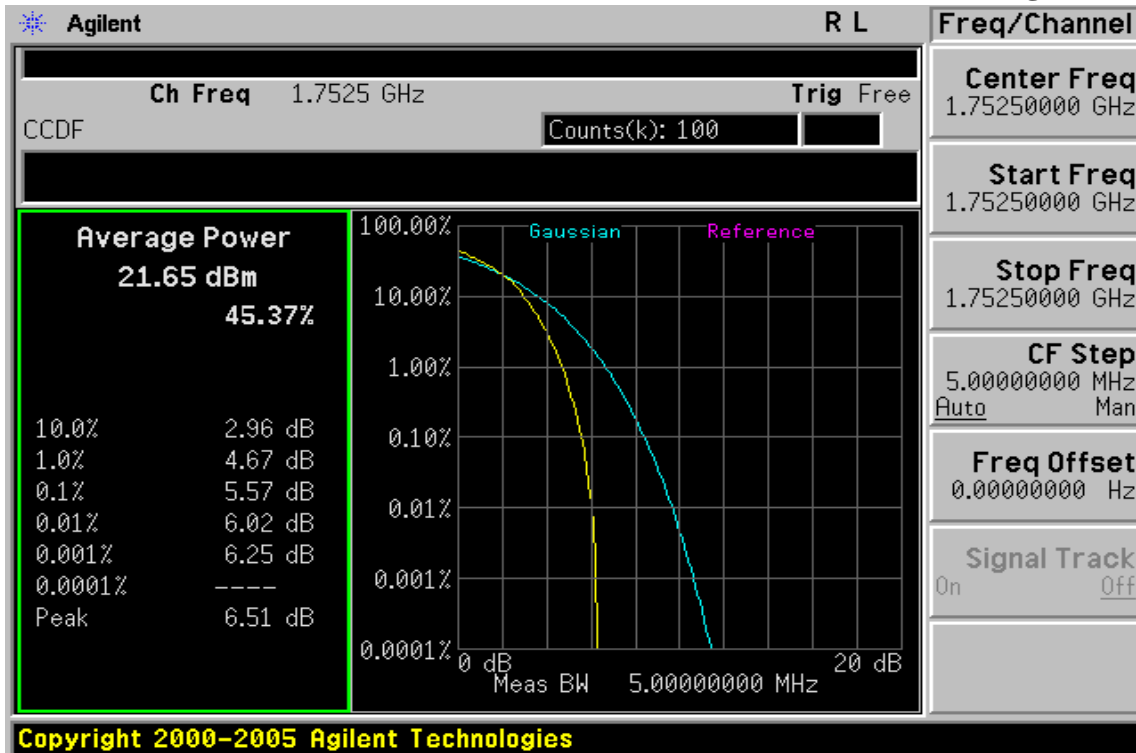 Agilent
R L
Ch Freq 1.7525 GHz
Trig Free
CCDF
Counts(k): 100
Average Power
21.65 dBm
45.37%
10.0% 2.96 dB
1.0% 4.67 dB
0.1% 5.57 dB
0.01% 6.02 dB
0.001% 6.25 dB
0.0001% ----
Peak 6.51 dB
Gaussian
Reference
100.00%
10.00%
1.00%
0.10%
0.01%
0.001%
0.0001%
0 dB
20 dB
Meas BW 5.00000000 MHz
Freq/Channel
Center Freq
1.75250000 GHz
Start Freq
1.75250000 GHz
Stop Freq
1.75250000 GHz
CF Step
5.00000000 MHz
Auto Man
Freq Offset
0.00000000 Hz
Signal Track
On Off
Copyright 2000-2005 Agilent Technologies